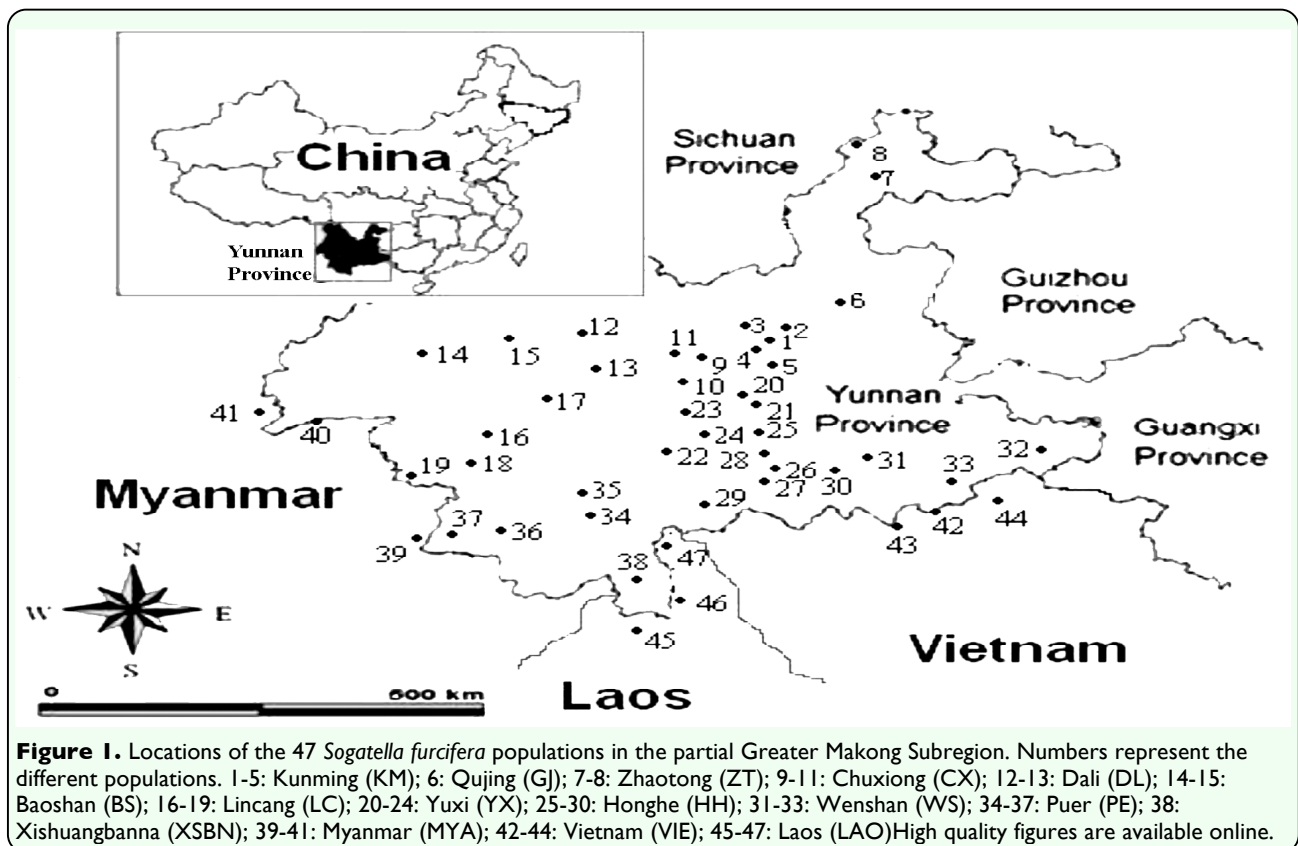 China
Yunnan
Province
Sichuan
Province
8
7
Guizhou
Province
6
12
3
2
1
11
14
15
4
9
5
13
10
20
Yunnan
Province
17
41
23
21
Guangxi
Province
40
16
24
25
32
22
28
31
33
19
18
26
30
27
Myanmar
35
29
44
42
34
43
37
36
39
47
N
38
W
E
46
S
45
Vietnam
0
600 km
Laos
Figure 1. Locations of the 47 Sogatella furcifera populations in the partial Greater Makong Subregion. Numbers represent the
different populations. 1-5: Kunming (KM); 6: Qujing (GJ); 7-8: Zhaotong (ZT); 9-11: Chuxiong (CX); 12-13: Dali (DL); 14-15:
Baoshan (BS); 16-19: Lincang (LC); 20-24: Yuxi (YX); 25-30: Honghe (HH); 31-33: Wenshan (WS); 34-37: Puer (PE); 38:
Xishuangbanna (XSBN); 39-41: Myanmar (MYA); 42-44: Vietnam (VIE); 45-47: Laos (LAO)High quality figures are available online.